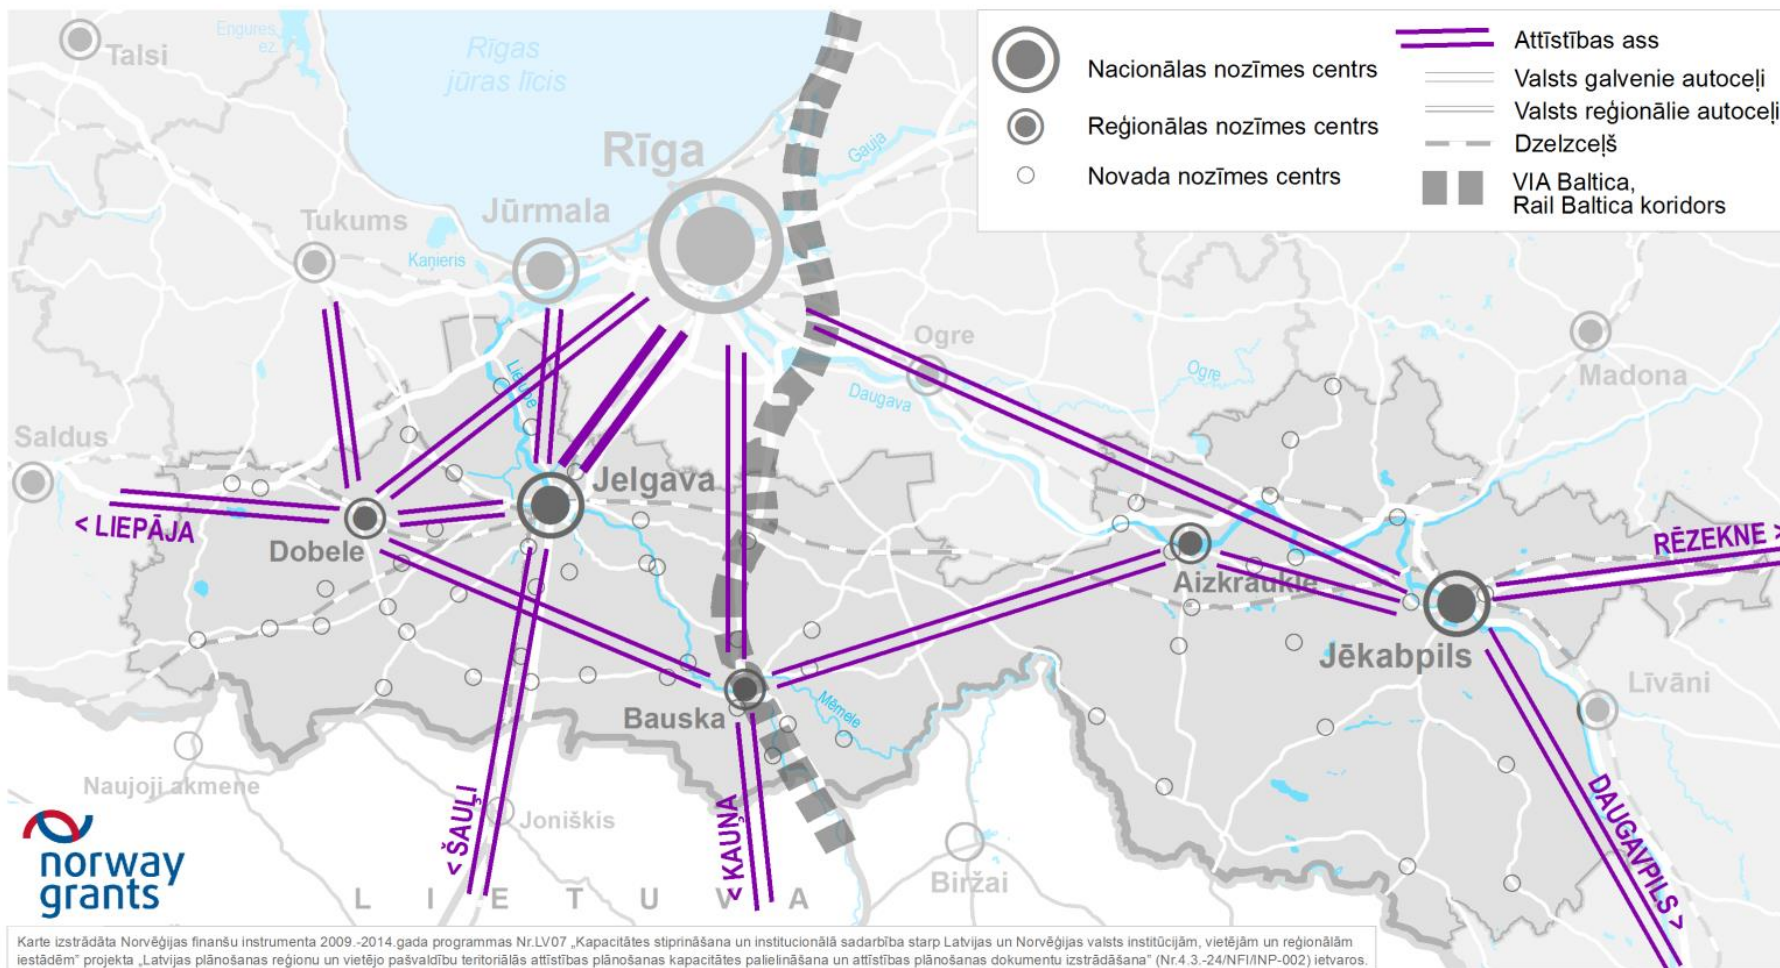 Talsi
Engures
ez.
Rīgas
jūras līcis
Rīga
Gauja
Nacionālas nozīmes centrs
Reģionālas nozīmes centrs
Novada nozīmes centrs
Attīstības ass
Valsts galvenie autoceļi
Valsts reģionālie autoceļi
Dzelzceļš
VIA Baltica,
Rail Baltica koridors
Tukums
Jūrmala
Kaņieris
Ogre
Ogre
Madona
Lielupe
Daugava
Saldus
Jelgava
< LIEPĀJA
Dobele
Aizkraukle
RĒZEKNE >
Jēkabpils
Līvāni
Bauska
Mēmele
Naujoji akmene
Joniškis
< ŠAUĻI
< KAUŅA
Biržai
DAUGAVPILS >
norway
grants
LIETUVA
Karte izstrādāta Norvēģijas finanšu instrumenta 2009.-2014.gada programmas Nr.LV07 „Kapacitātes stiprināšana un institucionālā sadarbība starp Latvijas un Norvēģijas valsts institūcijām, vietējām un reģionālām
iestādēm” projekta „Latvijas plānošanas reģionu un vietējo pašvaldību teritoriālās attīstības plānošanas kapacitātes palielināšana un attīstības plānošanas dokumentu izstrādāšana” (Nr.4.3.-24/NFI/INP-002) ietvaros.